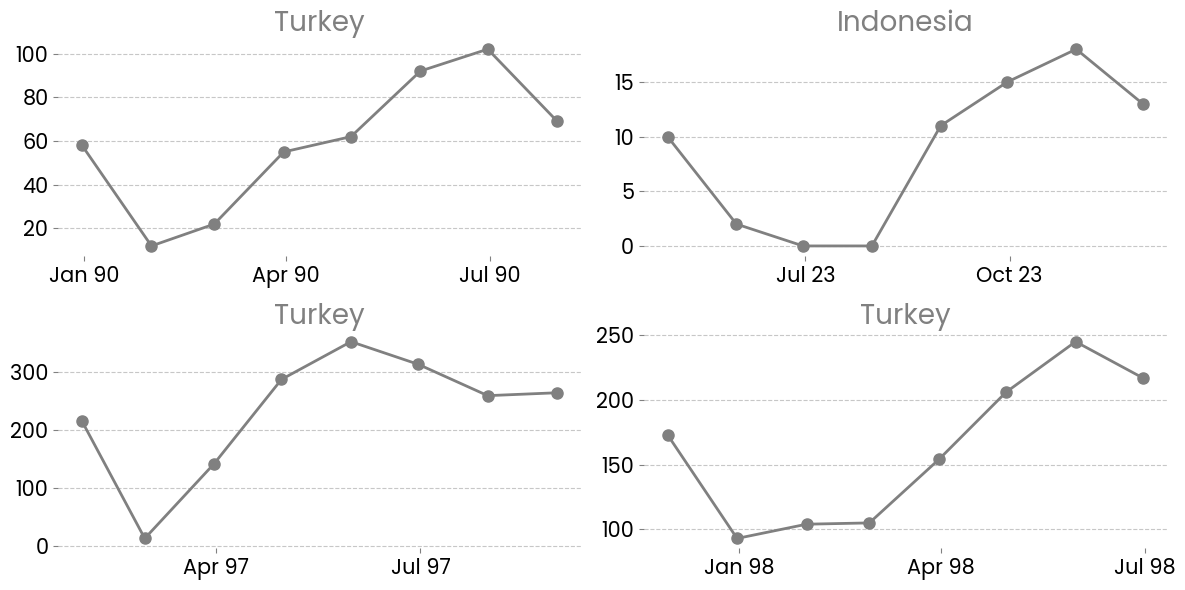 Turkey
100
80
60
40
20
Jan 90 Apr 90 Jul 90
Indonesia
15
10
5
0
Jul 23 Oct 23
Turkey
300
200
100
0
Apr 97 Jul 97
Turkey
250
200
150
100
Jan 98 Apr 98 Jul 98